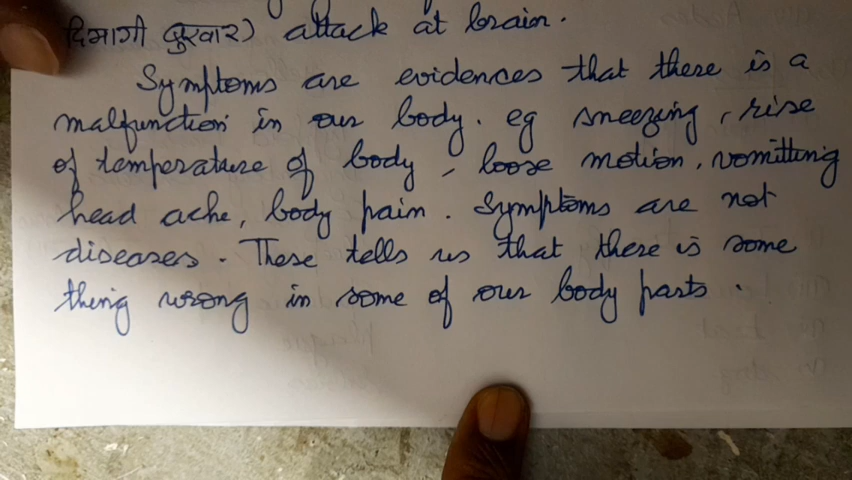 दिमागी बुखार) attack at brain.
Symptoms are evidences that there is a
malfunction in our body. eg sneezing, rise
of temperature of body, loose motion, vomitting
head ache, body pain. Symptoms are not
diseases. These tells us that there is some
thing wrong in some of our body parts.